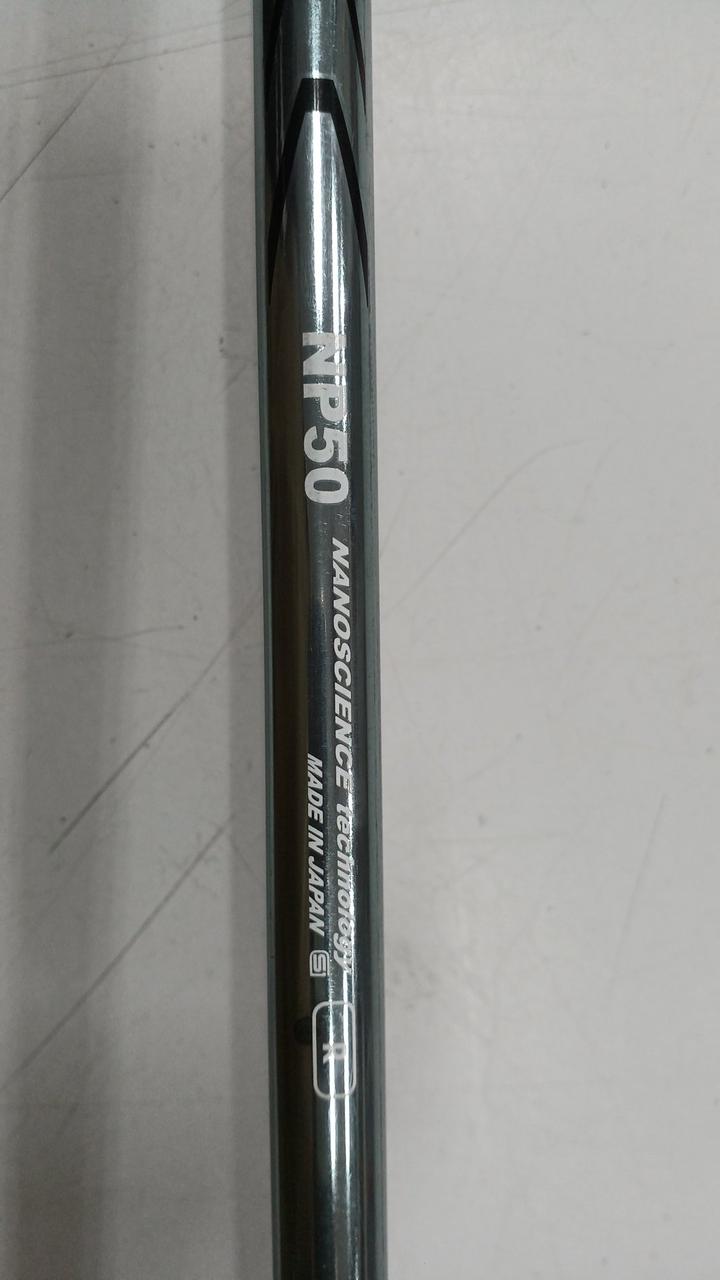 NP50
NANOSCIENCE technology
MADE IN JAPAN S
R